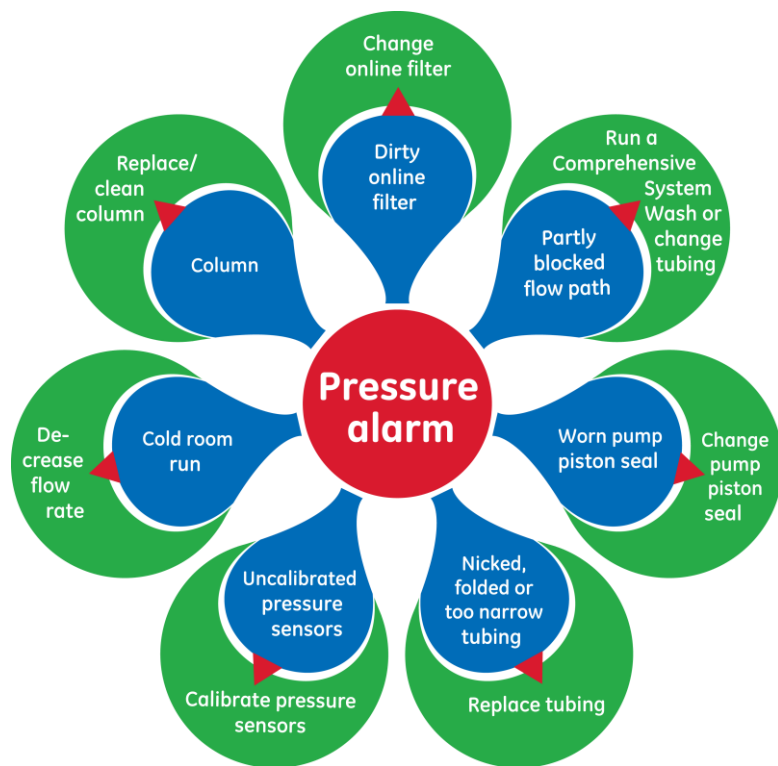 Change
online filter
Dirty
online
filter
Run a
Comprehensive
System
Wash or
change
tubing
Partly
blocked
flow path
Worn pump
piston seal
Change
pump
piston
seal
Nicked,
folded or
too narrow
tubing
Replace tubing
Uncalibrated
pressure
sensors
Calibrate pressure
sensors
Cold room
run
De-
crease
flow
rate
Column
Replace/
clean
column
Pressure
alarm